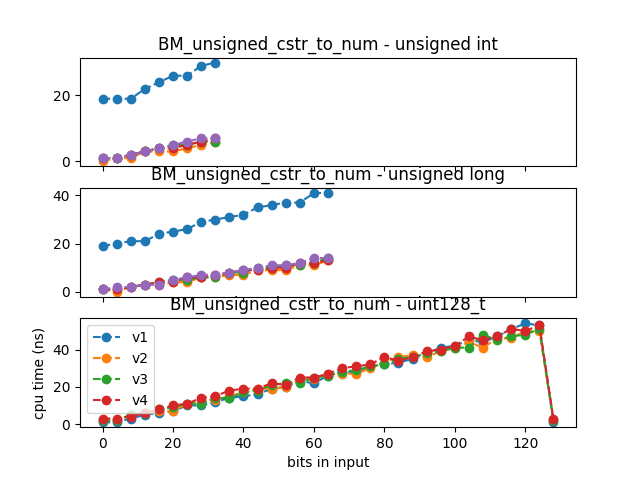 BM_unsigned_cstr_to_num - unsigned int
20
0
BM_unsigned_cstr_to_num - unsigned long
40
20
0
BM_unsigned_cstr_to_num - uint128_t
cpu time (ns)
40
20
0
v1
v2
v3
v4
0 20 40 60 80 100 120
bits in input